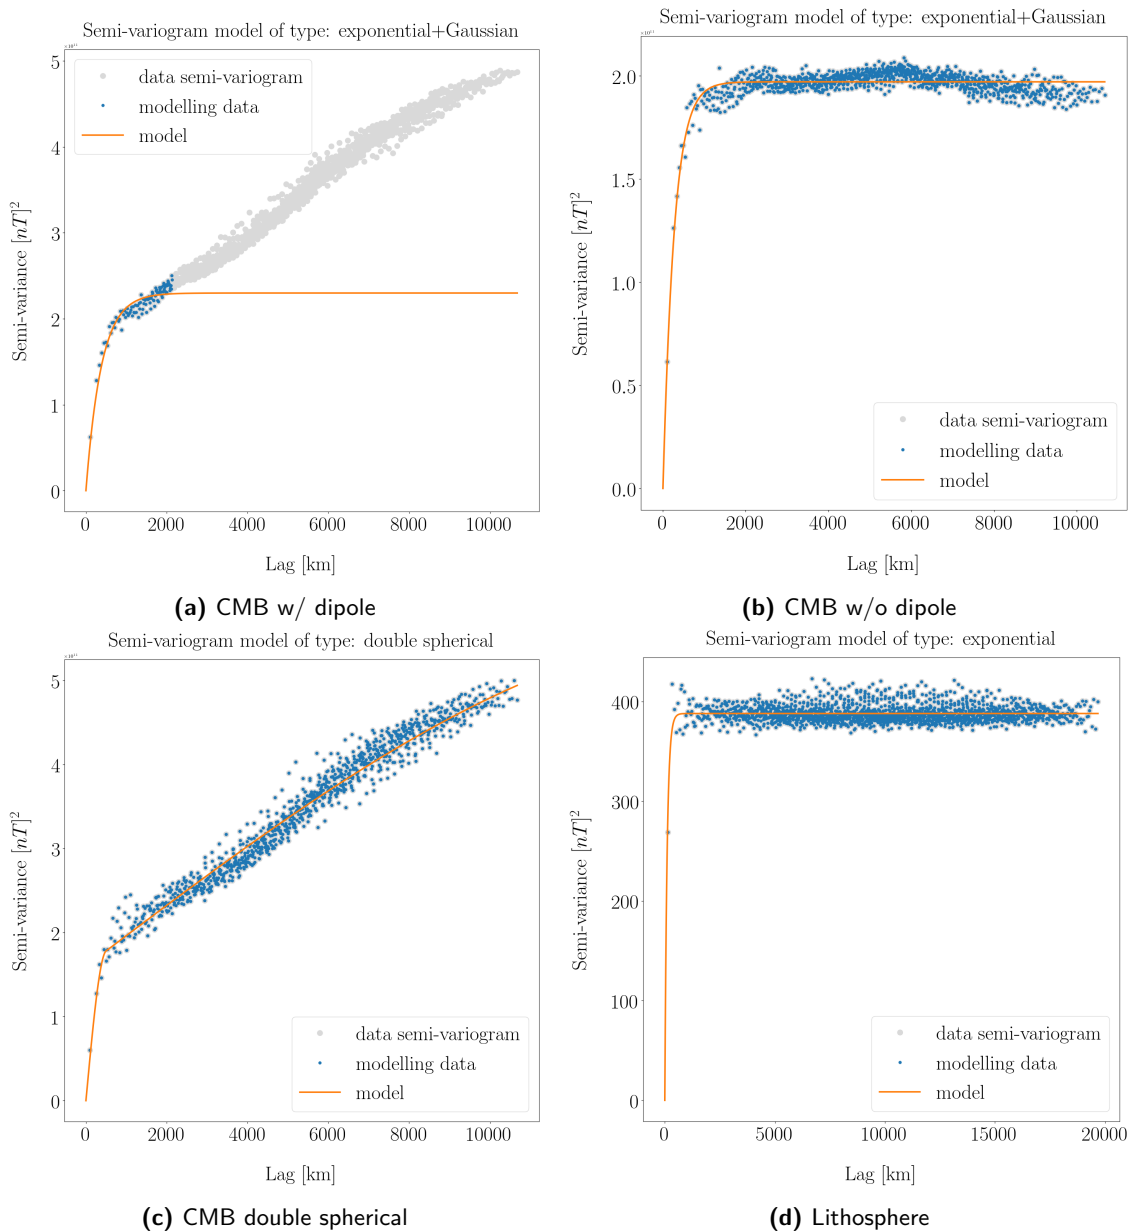 Semi-variogram model of type: exponential+Gaussian
×10¹¹
data semi-variogram
modelling data
model
5
4
3
2
1
0
0 2000 4000 6000 8000 10000
Semi-variance [nT]²
Lag [km]
(a) CMB w/ dipole
Semi-variogram model of type: exponential+Gaussian
2.0
1.5
1.0
0.5
0.0
data semi-variogram
modelling data
model
0 2000 4000 6000 8000 10000
Semi-variance [nT]²
Lag [km]
(b) CMB w/o dipole
Semi-variogram model of type: double spherical
×10¹¹
5
4
3
2
1
0
data semi-variogram
modelling data
model
0 2000 4000 6000 8000 10000
Semi-variance [nT]²
Lag [km]
(c) CMB double spherical
Semi-variogram model of type: exponential
400
300
200
100
0
data semi-variogram
modelling data
model
0 5000 10000 15000 20000
Semi-variance [nT]²
Lag [km]
(d) Lithosphere